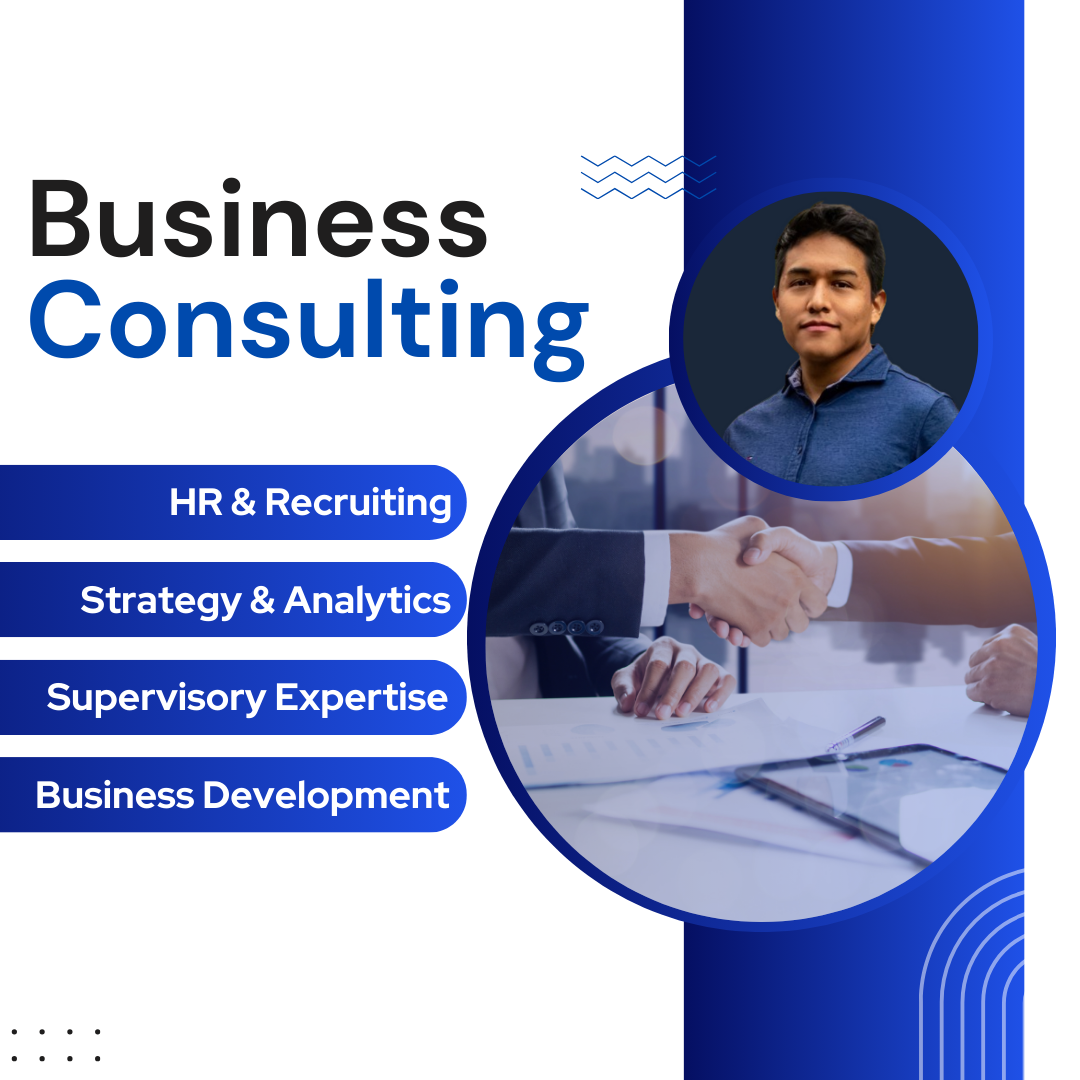 Business
Consulting
HR & Recruiting
Strategy & Analytics
Supervisory Expertise
Business Development